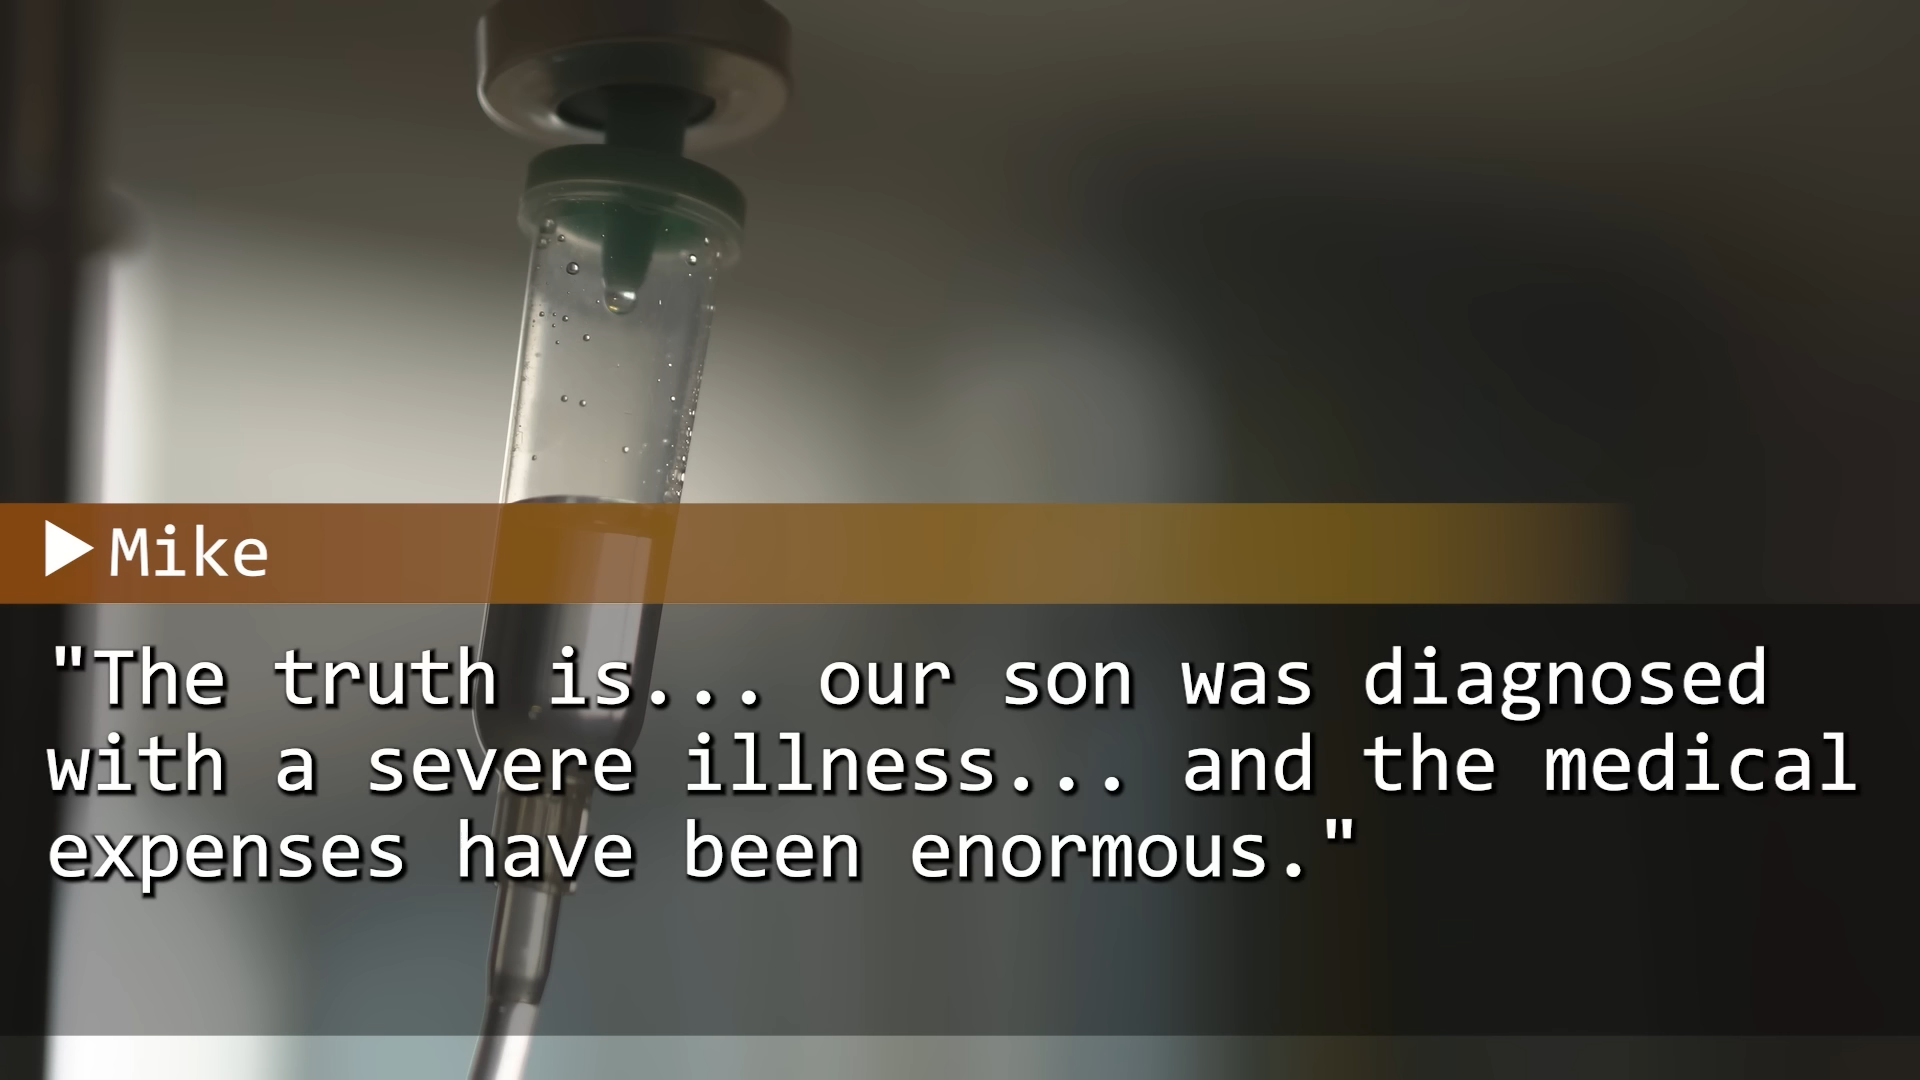 Mike
"The truth is... our son was diagnosed
with a severe illness... and the medical
expenses have been enormous."